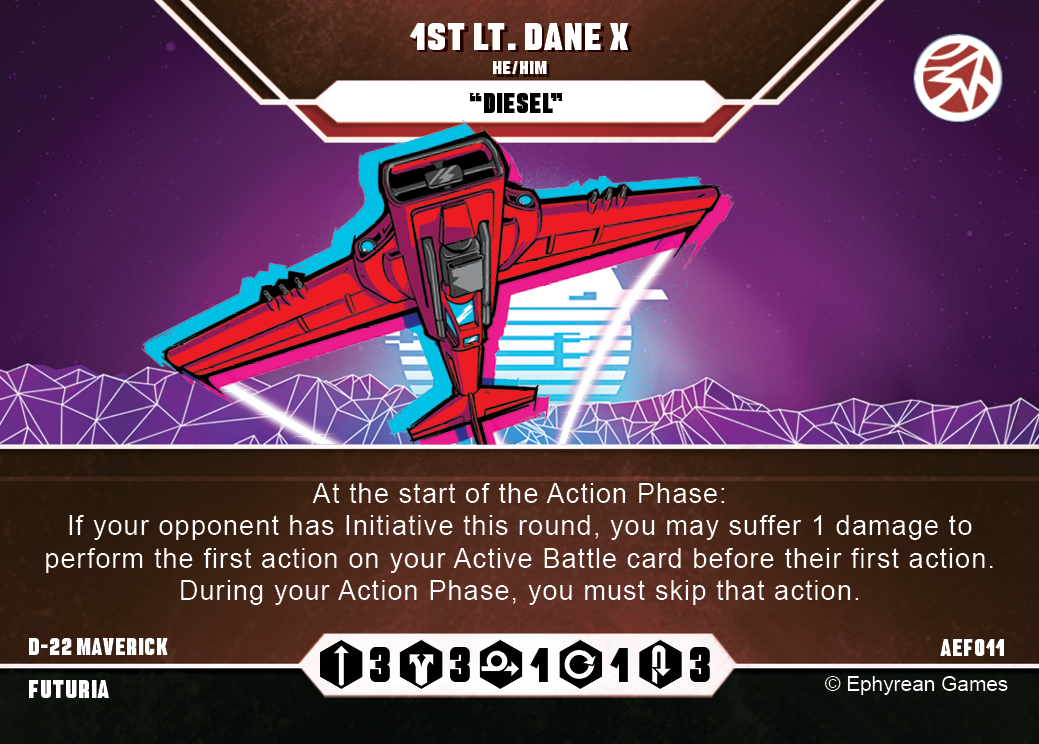 1ST LT. DANE X
HE/HIM
“DIESEL”
At the start of the Action Phase:
If your opponent has Initiative this round, you may suffer 1 damage to
perform the first action on your Active Battle card before their first action.
During your Action Phase, you must skip that action.
D-22 MAVERICK
AEF011
3 3 1 1 3
FUTURIA
© Ephyrean Games